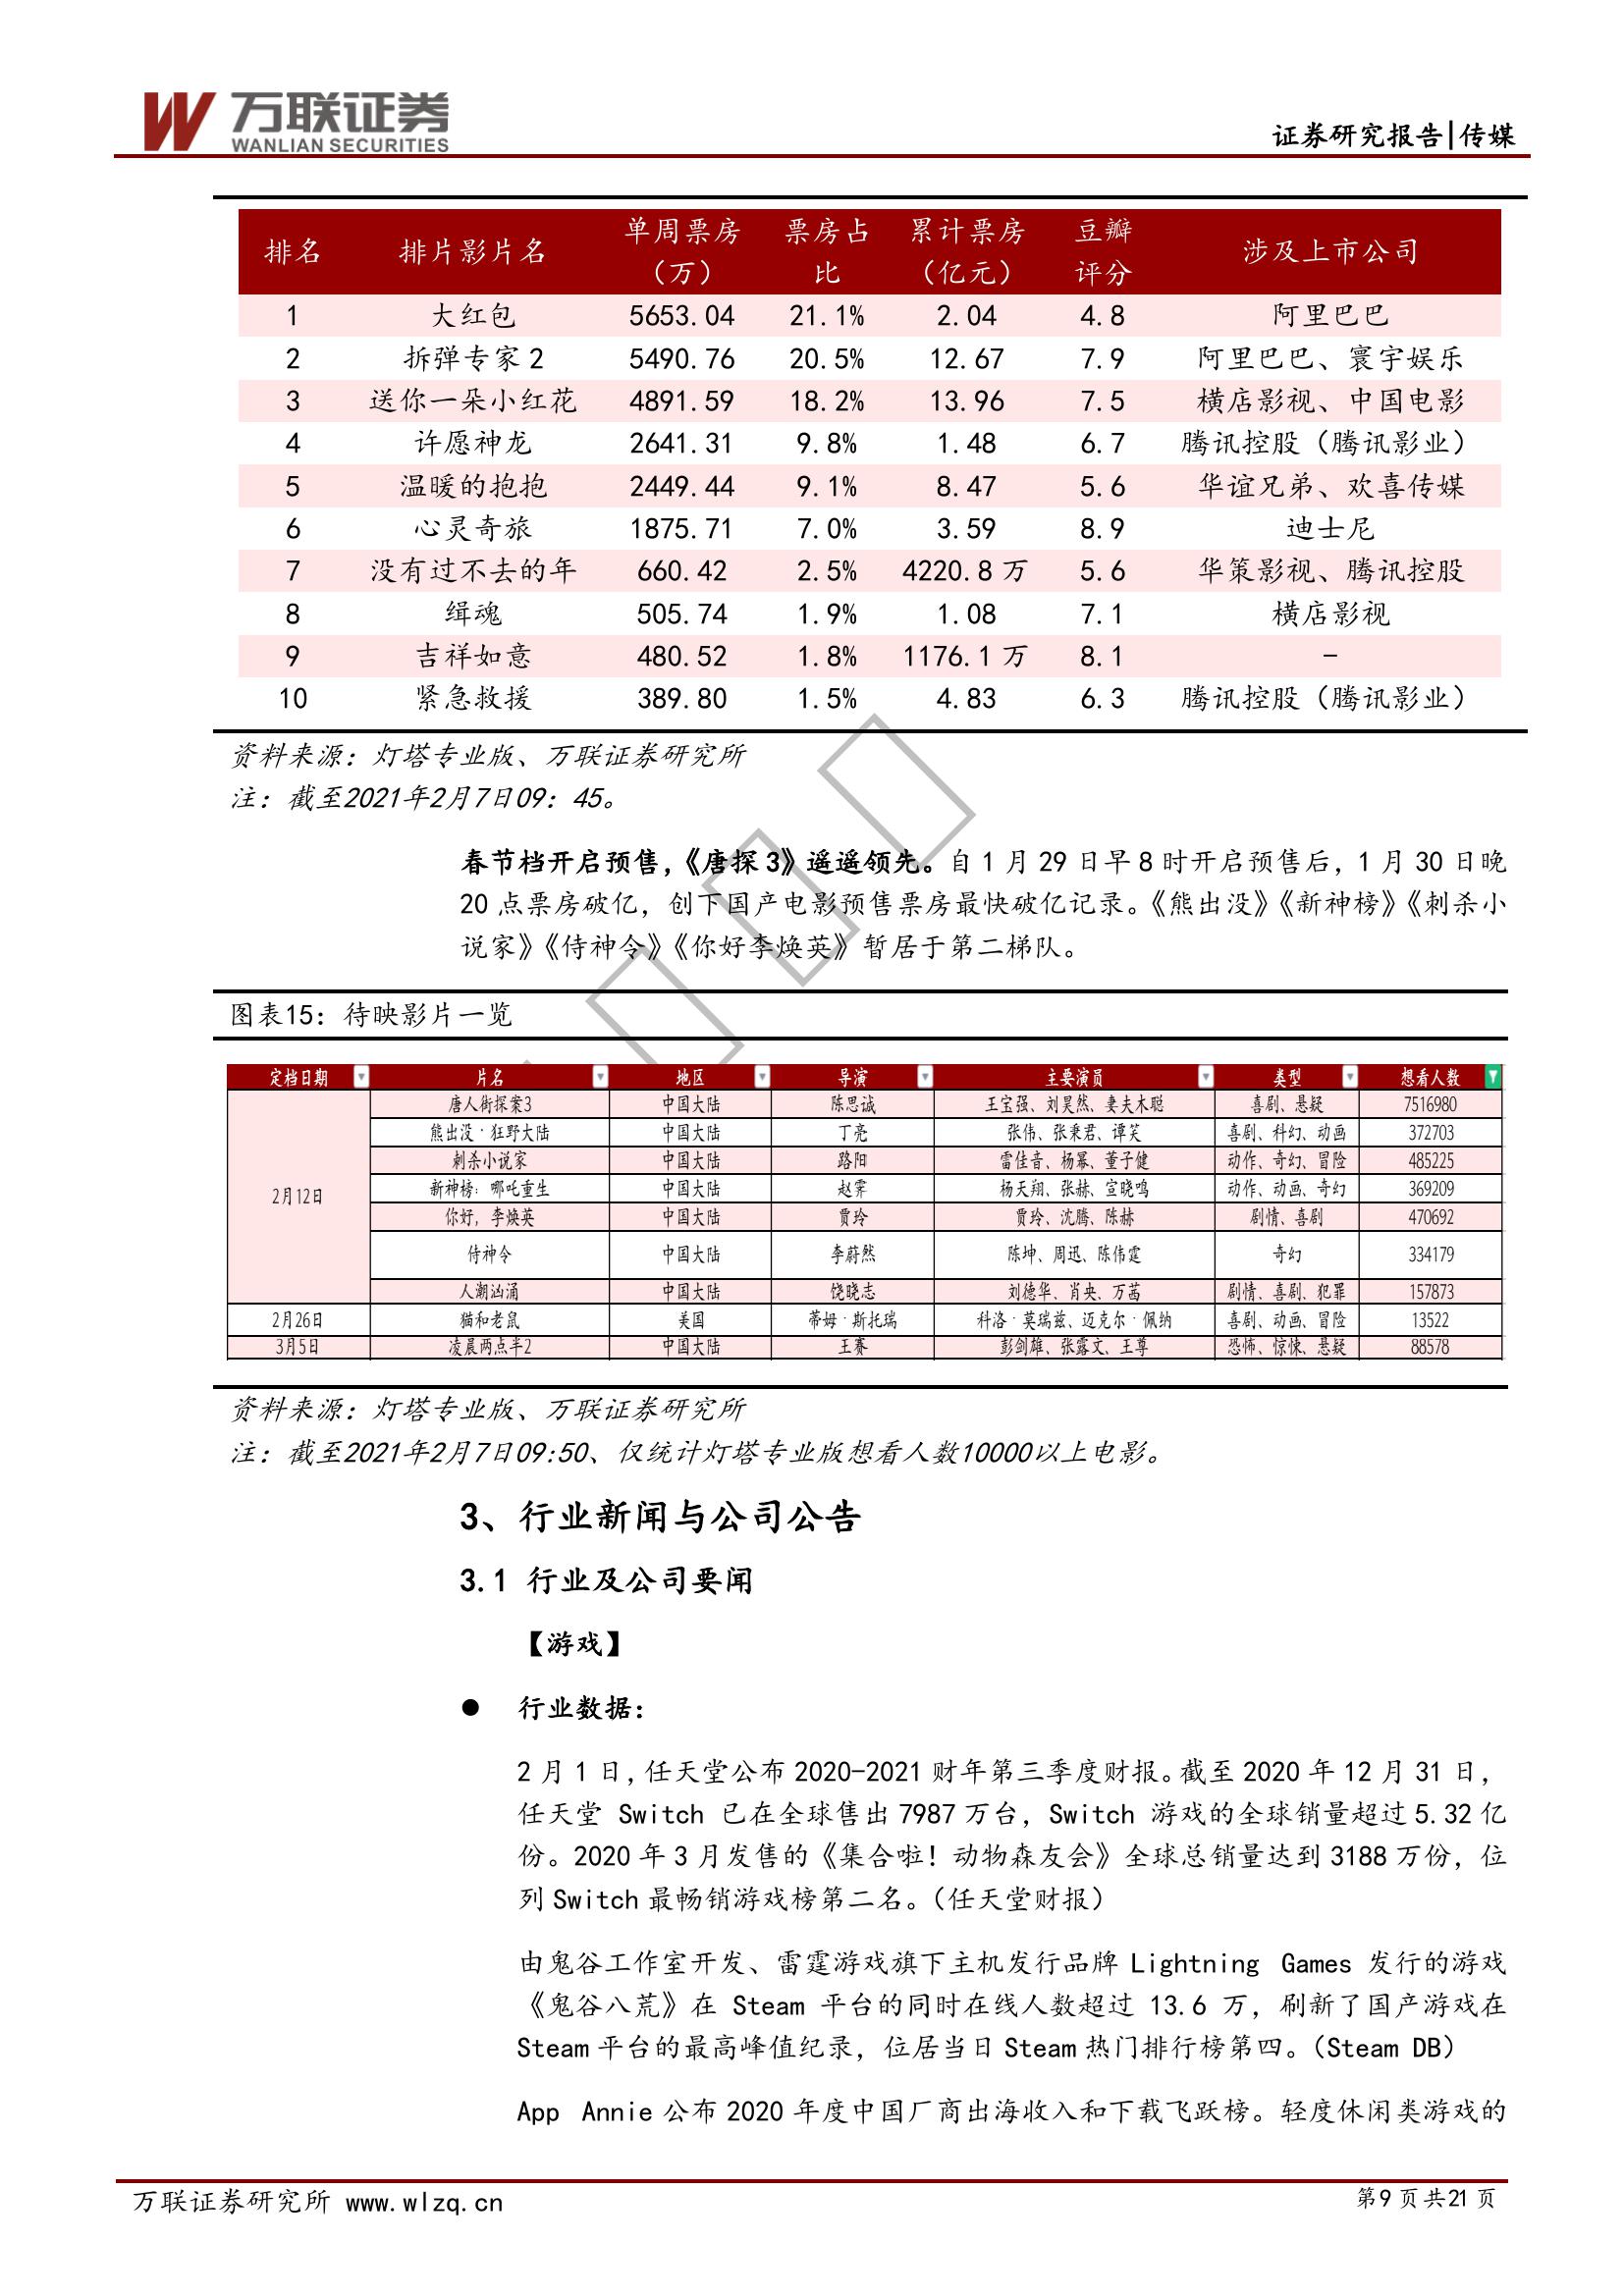 万联证券
WANLIAN SECURITIES
证券研究报告|传媒
排名 排片影片名 单周票房（万） 票房占比 累计票房（亿元） 豆瓣评分 涉及上市公司
1 大红包 5653.04 21.1% 2.04 4.8 阿里巴巴
2 拆弹专家 2 5490.76 20.5% 12.67 7.9 阿里巴巴、寰宇娱乐
3 送你一朵小红花 4891.59 18.2% 13.96 7.5 横店影视、中国电影
4 许愿神龙 2641.31 9.8% 1.48 6.7 腾讯控股（腾讯影业）
5 温暖的抱抱 2449.44 9.1% 8.47 5.6 华谊兄弟、欢喜传媒
6 心灵奇旅 1875.71 7.0% 3.59 8.9 迪士尼
7 没有过不去的年 660.42 2.5% 4220.8 万 5.6 华策影视、腾讯控股
8 缉魂 505.74 1.9% 1.08 7.1 横店影视
9 吉祥如意 480.52 1.8% 1176.1 万 8.1 -
10 紧急救援 389.80 1.5% 4.83 6.3 腾讯控股（腾讯影业）
资料来源：灯塔专业版、万联证券研究所
注：截至2021年2月7日09：45。
春节档开启预售，《唐探 3》遥遥领先。自 1 月 29 日早 8 时开启预售后，1 月 30 日晚
20 点票房破亿，创下国产电影预售票房最快破亿记录。《熊出没》《新神榜》《刺杀小
说家》《侍神令》《你好李焕英》暂居于第二梯队。
图表15：待映影片一览
定档日期 片名 地区 导演 主要演员 类型 想看人数
2月12日 唐人街探案3 中国大陆 陈思诚 王宝强、刘昊然、妻夫木聪 喜剧、悬疑 7516980
熊出没·狂野大陆 中国大陆 丁亮 张伟、张秉君、谭笑 喜剧、科幻、动画 372703
刺杀小说家 中国大陆 路阳 雷佳音、杨幂、董子健 动作、奇幻、冒险 485225
新神榜：哪吒重生 中国大陆 赵霁 杨天翔、张赫、宣晓鸣 动作、动画、奇幻 369209
你好，李焕英 中国大陆 贾玲 贾玲、沈腾、陈赫 剧情、喜剧 470692
侍神令 中国大陆 李蔚然 陈坤、周迅、陈伟霆 奇幻 334179
人潮汹涌 中国大陆 饶晓志 刘德华、肖央、万茜 剧情、喜剧、犯罪 157873
2月26日 猫和老鼠 美国 蒂姆·斯托瑞 科洛·莫瑞兹、迈克尔·佩纳 喜剧、动画、冒险 13522
3月5日 凌晨两点半2 中国大陆 王赛 彭剑雄、张露文、王尊 恐怖、惊悚、悬疑 88578
资料来源：灯塔专业版、万联证券研究所
注：截至2021年2月7日09:50、仅统计灯塔专业版想看人数10000以上电影。
3、行业新闻与公司公告
3.1 行业及公司要闻
【游戏】
● 行业数据：
2 月 1 日，任天堂公布 2020-2021 财年第三季度财报。截至 2020 年 12 月 31 日，
任天堂 Switch 已在全球售出 7987 万台，Switch 游戏的全球销量超过 5.32 亿
份。2020 年 3 月发售的《集合啦！动物森友会》全球总销量达到 3188 万份，位
列 Switch 最畅销游戏榜第二名。（任天堂财报）
由鬼谷工作室开发、雷霆游戏旗下主机发行品牌 Lightning Games 发行的游戏
《鬼谷八荒》在 Steam 平台的同时在线人数超过 13.6 万，刷新了国产游戏在
Steam 平台的最高峰值纪录，位居当日 Steam 热门排行榜第四。（Steam DB）
App Annie 公布 2020 年度中国厂商出海收入和下载飞跃榜。轻度休闲类游戏的
万联证券研究所 www.wlzq.cn
第 9 页 共 21 页